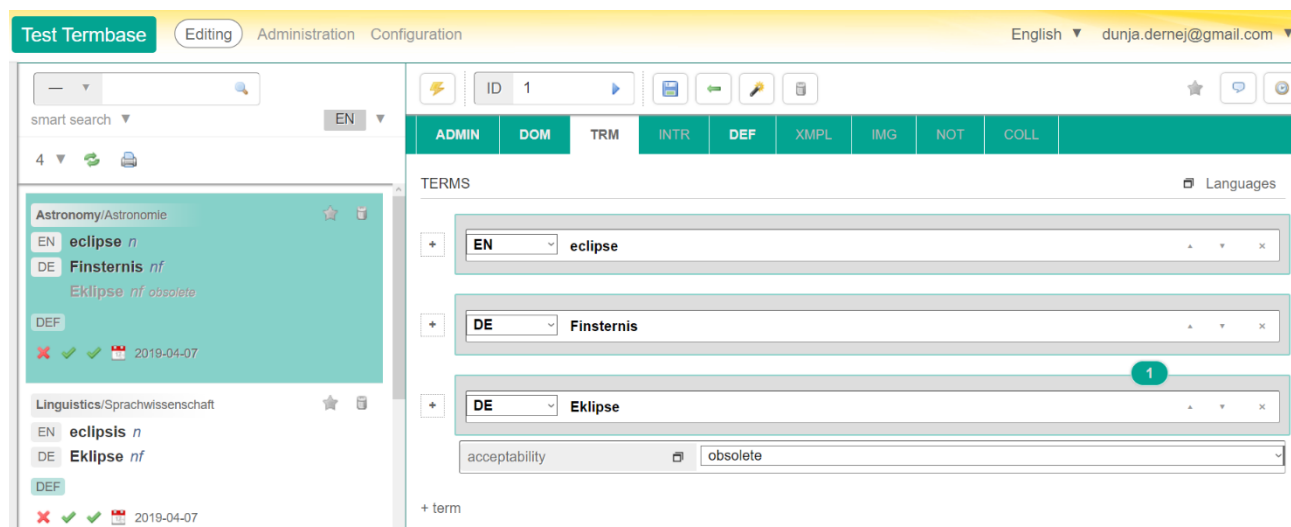 Test Termbase Editing Administration Configuration English dunja.dernej@gmail.com
—
smart search EN
4
Astronomy/Astronomie
EN eclipse n
DE Finsternis nf
Eklipse nf obsolete
DEF
2019-04-07
Linguistics/Sprachwissenschaft
EN eclipsis n
DE Eklipse nf
DEF
2019-04-07
ID 1
ADMIN DOM TRM INTR DEF XMPL IMG NOT COLL
TERMS Languages
+ EN eclipse
+ DE Finsternis
1
+ DE Eklipse
acceptability obsolete
+ term